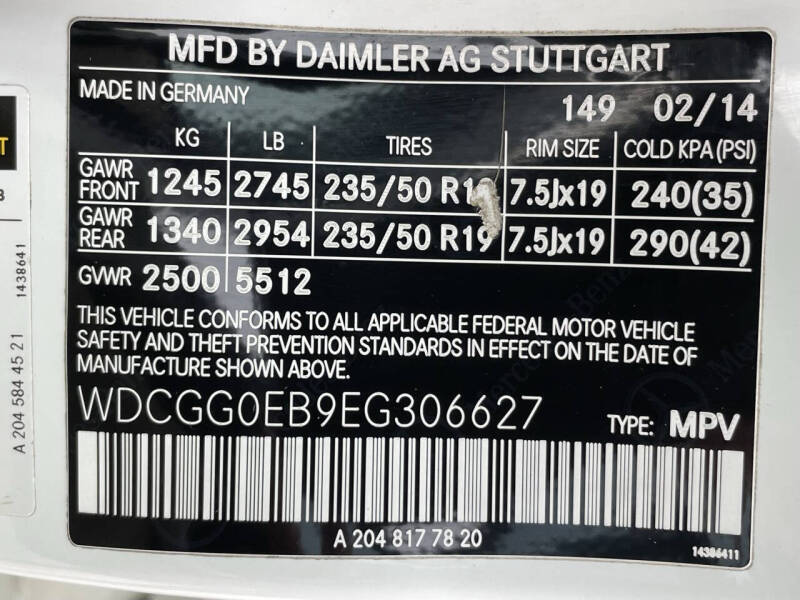 MFD BY DAIMLER AG STUTTGART
MADE IN GERMANY 149 02/14
KG LB TIRES RIM SIZE COLD KPA(PSI)
GAWR FRONT 1245 2745 235/50 R19 7.5Jx19 240(35)
GAWR REAR 1340 2954 235/50 R19 7.5Jx19 290(42)
GVWR 2500 5512
THIS VEHICLE CONFORMS TO ALL APPLICABLE FEDERAL MOTOR VEHICLE
SAFETY AND THEFT PREVENTION STANDARDS IN EFFECT ON THE DATE OF
MANUFACTURE SHOWN ABOVE.
WDCGG0EB9EG306627 TYPE: MPV
A 204 817 78 20
14386411
A 204 584 45 21
1438641